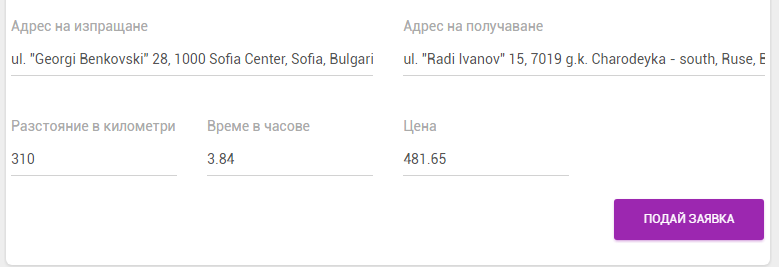 Адрес на изпращане
Адрес на получаване
ul. "Georgi Benkovski" 28, 1000 Sofia Center, Sofia, Bulgari
ul. "Radi Ivanov" 15, 7019 g.k. Charodeyka - south, Ruse, B
Разстояние в километри
Време в часове
Цена
310
3.84
481.65
ПОДАЙ ЗАЯВКА